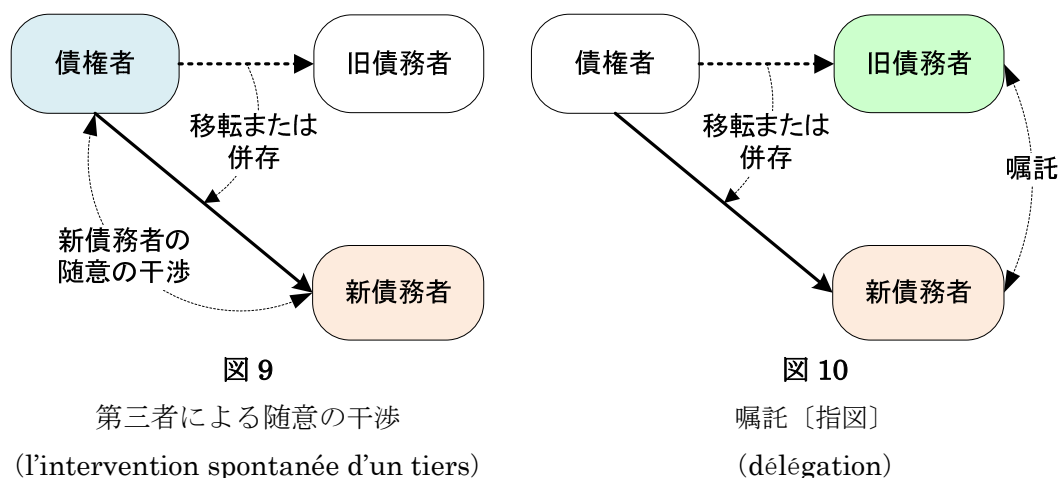 債権者
旧債務者
移転または
併存
新債務者の
随意の干渉
新債務者
図 9
第三者による随意の干渉
(l’intervention spontanée d’un tiers)
債権者
旧債務者
移転または
併存
嘱託
新債務者
図 10
嘱託〔指図〕
(délégation)